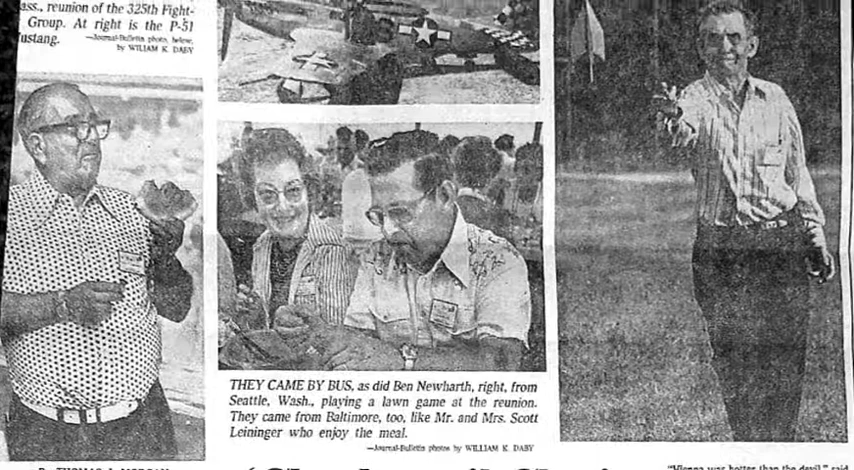 ass., reunion of the 325th Fight-
Group. At right is the P-51
ustang.
—Journal-Bulletin photo, below,
by WILLIAM K. DABY
THEY CAME BY BUS, as did Ben Newharth, right, from
Seattle, Wash., playing a lawn game at the reunion.
They came from Baltimore, too, like Mr. and Mrs. Scott
Leininger who enjoy the meal.
—Journal-Bulletin photos by WILLIAM K. DABY
"Vienna was hotter than the devil," said